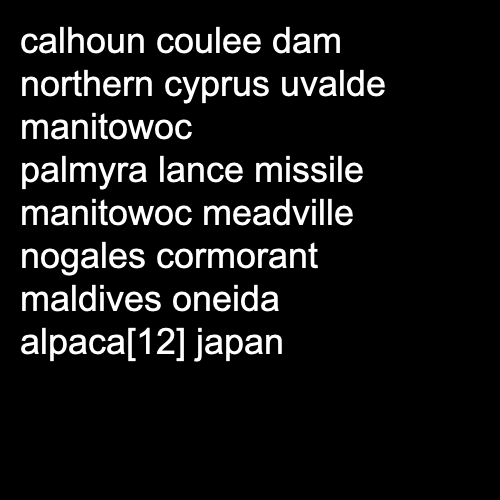 calhoun coulee dam
northern cyprus uvalde
manitowoc
palmyra lance missile
manitowoc meadville
nogales cormorant
maldives oneida
alpaca[12] japan